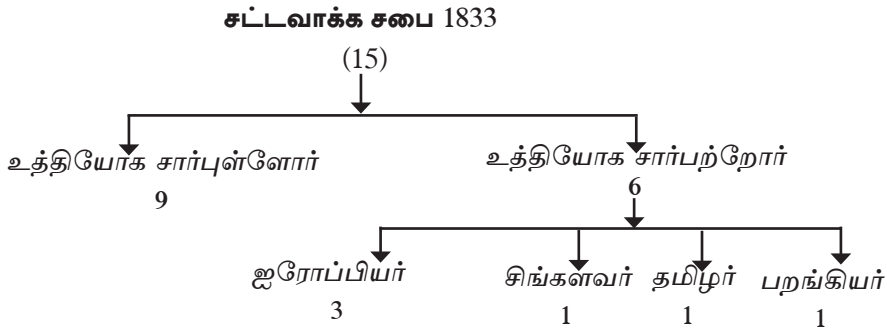 சட்டவாக்க சபை 1833
(15)
உத்தியோக சார்புள்ளோர் உத்தியோக சார்பற்றோர்
9 6
ஐரோப்பியர் சிங்களவர் தமிழர் பறங்கியர்
3 1 1 1